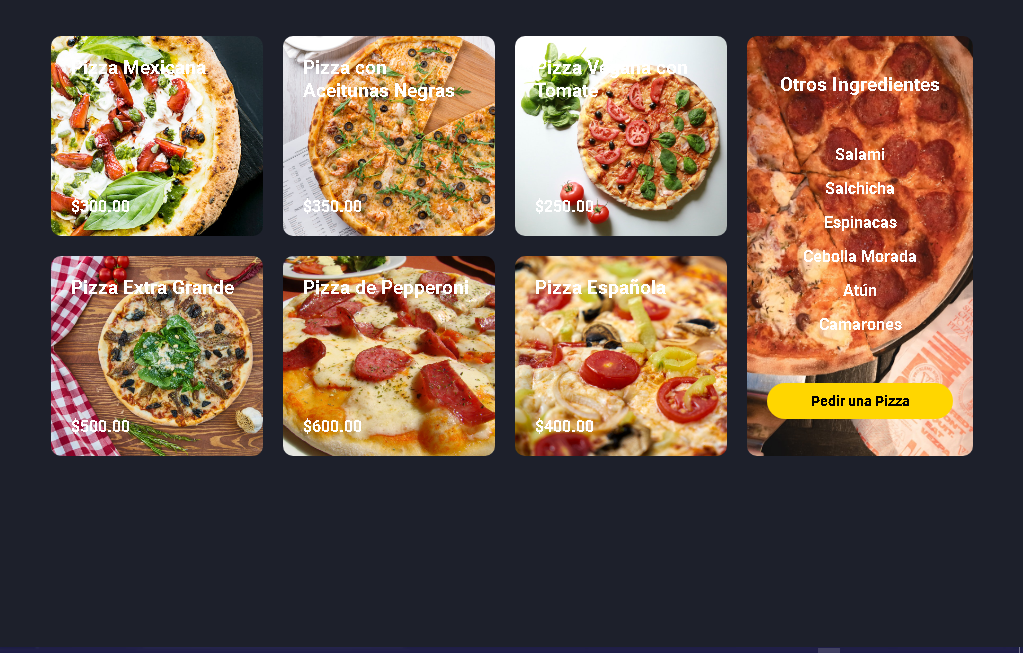 Pizza Mexicana
$300.00
Pizza con
Aceitunas Negras
$350.00
Pizza Vegana con
Tomate
$250.00
Pizza Extra Grande
$500.00
Pizza de Pepperoni
$600.00
Pizza Española
$400.00
Otros Ingredientes
Salami
Salchicha
Espinacas
Cebolla Morada
Atún
Camarones
Pedir una Pizza